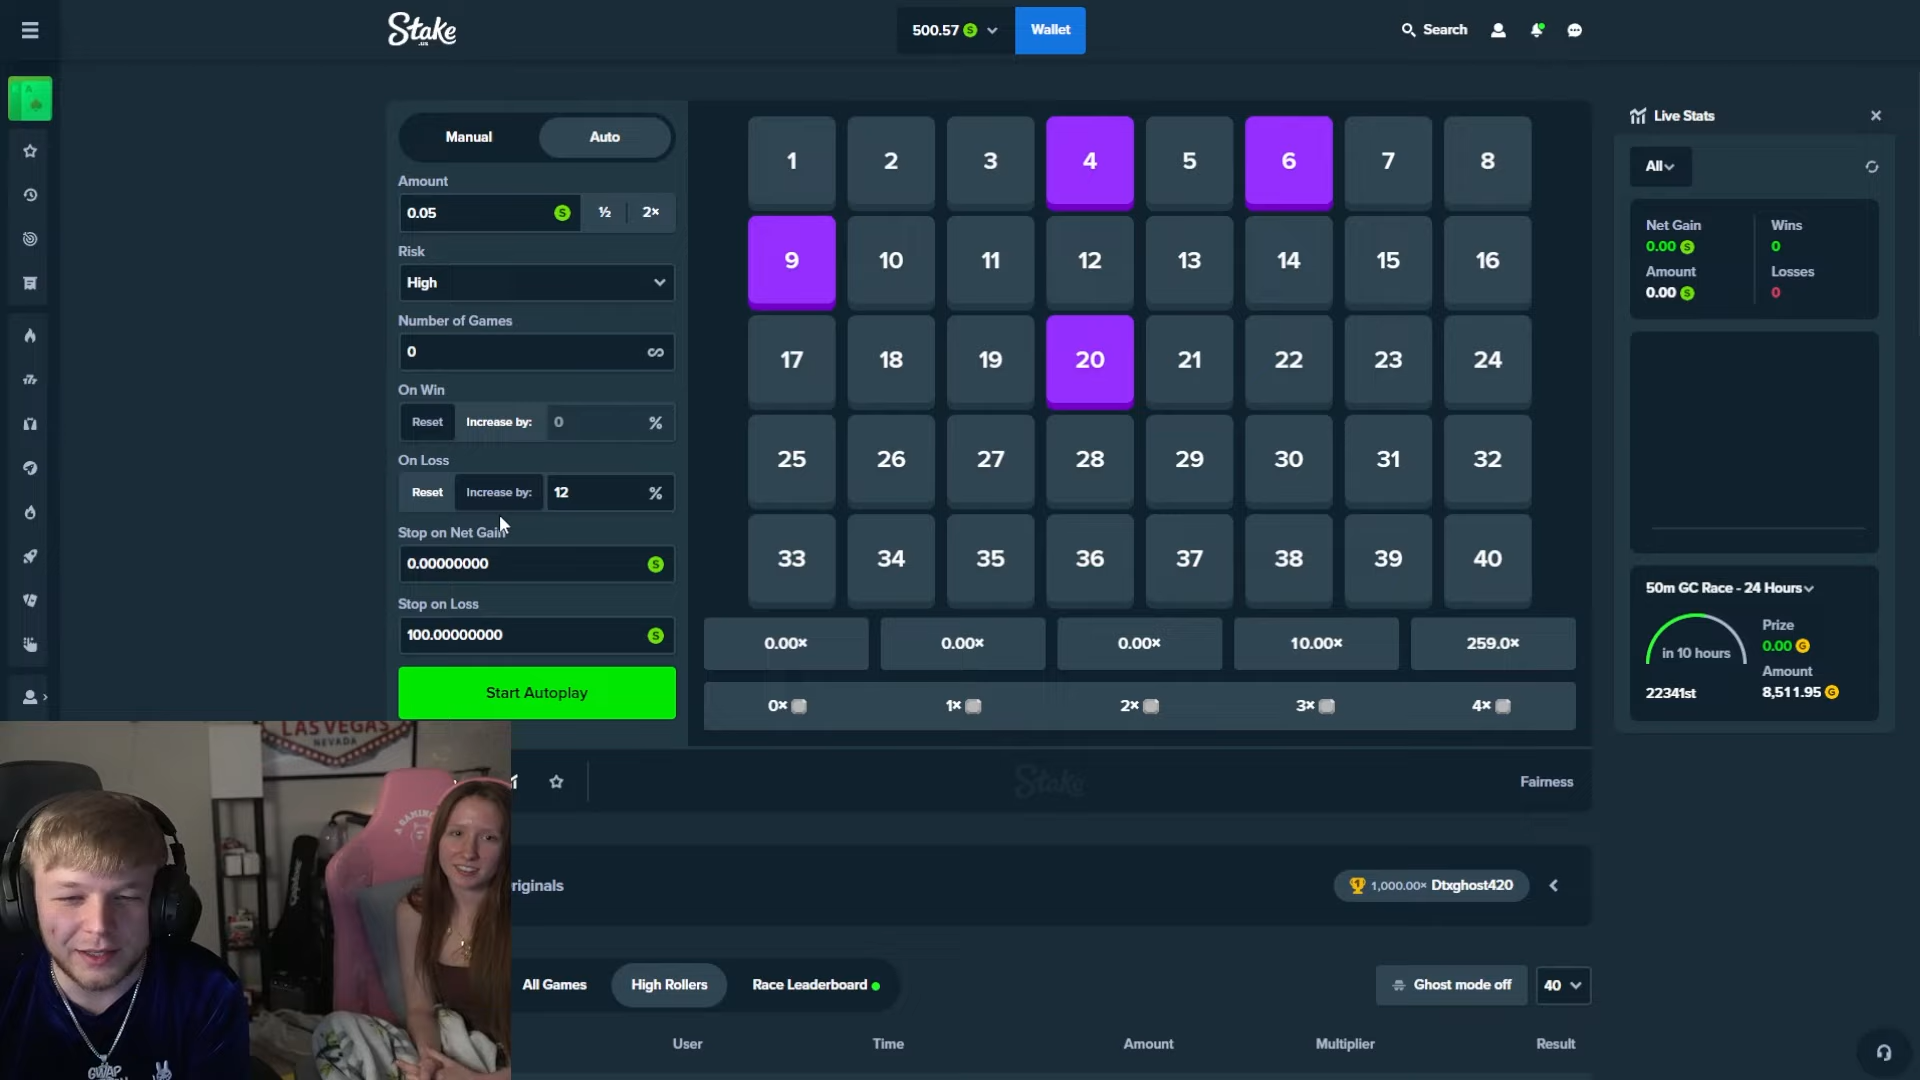 Stake
.us
500.57
Wallet
Search
Manual
Auto
Amount
0.05
½
2×
Risk
High
Number of Games
0
∞
On Win
Reset
Increase by:
0
%
On Loss
Reset
Increase by:
12
%
Stop on Net Gain
0.00000000
Stop on Loss
100.00000000
Start Autoplay
1 2 3 4 5 6 7 8
9 10 11 12 13 14 15 16
17 18 19 20 21 22 23 24
25 26 27 28 29 30 31 32
33 34 35 36 37 38 39 40
0.00× 0.00× 0.00× 10.00× 259.0×
0× 1× 2× 3× 4×
Live Stats
All
Net Gain
0.00
Wins
0
Amount
0.00
Losses
0
50m GC Race - 24 Hours
in 10 hours
22341st
Prize
0.00
Amount
8,511.95
Stake
Fairness
riginals
1,000.00× Dtxghost420
All Games
High Rollers
Race Leaderboard
Ghost mode off
40
User
Time
Amount
Multiplier
Result
LAS VEGAS
NEVADA
A GAMING
GWAP